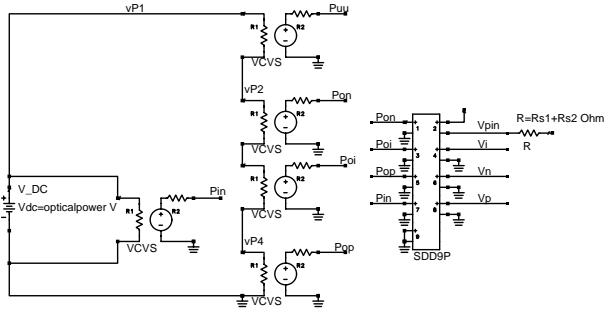 vP1
Puu
R1
R2
VCVS
vP2
Pon
R1
R2
VCVS
Poi
R1
R2
VCVS
vP4
Pop
R1
R2
VCVS
V_DC
Vdc=opticalpower V
Pin
R1
R2
VCVS
Pon
Vpin
R=Rs1+Rs2 Ohm
R
Poi
Vi
Pop
Vn
Pin
Vp
1
2
3
4
5
6
7
8
9
SDD9P